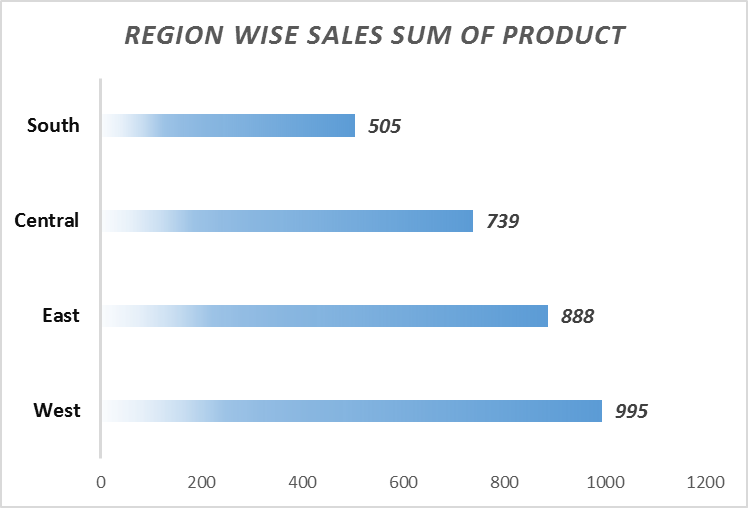 REGION WISE SALES SUM OF PRODUCT
South 505
Central 739
East 888
West 995
0 200 400 600 800 1000 1200